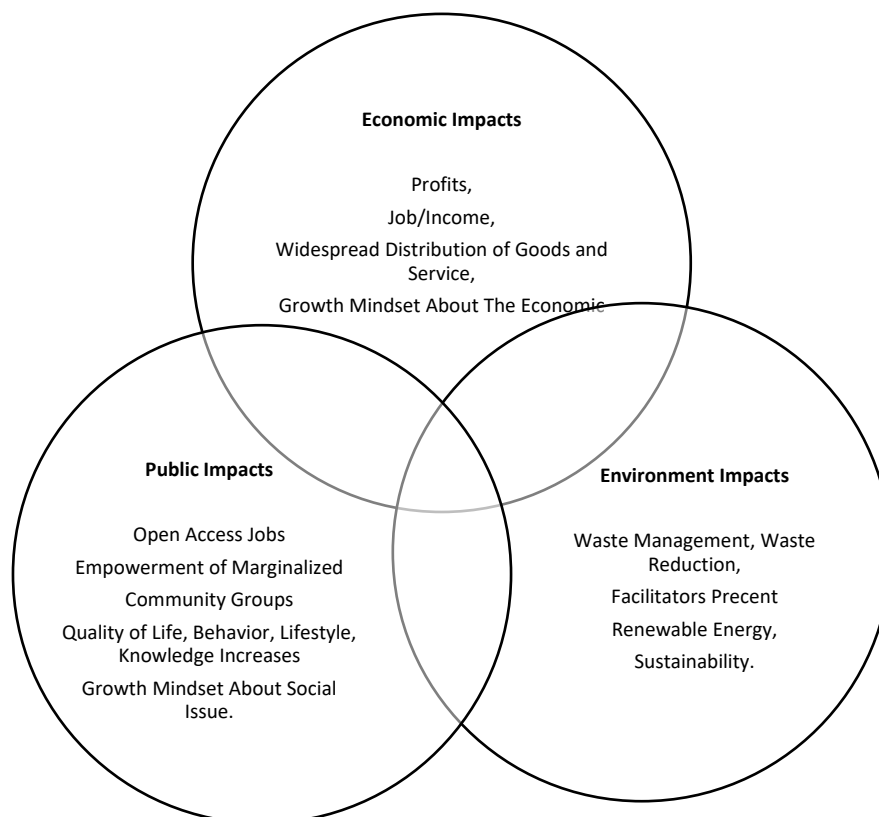 Economic Impacts
Profits,
Job/Income,
Widespread Distribution of Goods and
Service,
Growth Mindset About The Economic
Public Impacts
Open Access Jobs
Empowerment of Marginalized
Community Groups
Quality of Life, Behavior, Lifestyle,
Knowledge Increases
Growth Mindset About Social
Issue.
Environment Impacts
Waste Management, Waste
Reduction,
Facilitators Precent
Renewable Energy,
Sustainability.